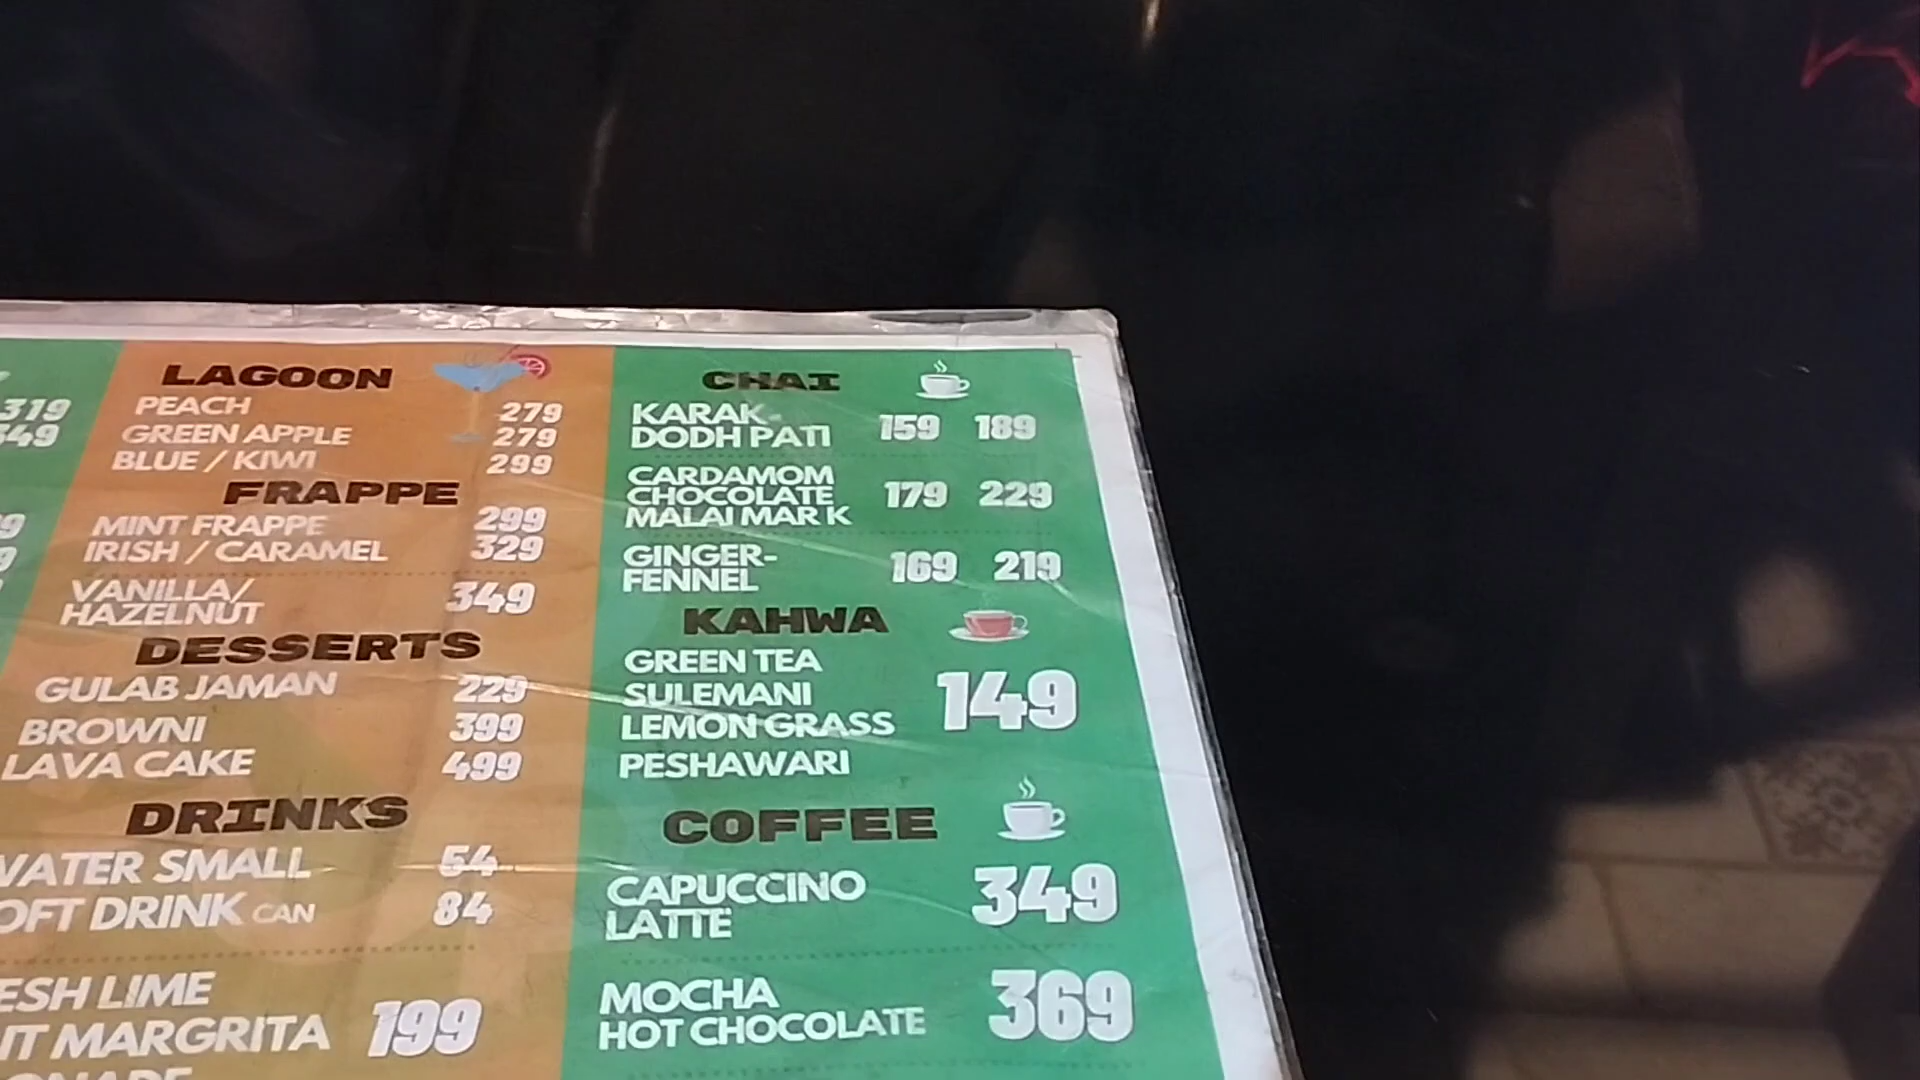 319
349
LAGOON
PEACH 279
GREEN APPLE 279
BLUE / KIWI 299
FRAPPE
MINT FRAPPE 299
IRISH / CARAMEL 329
VANILLA/
HAZELNUT 349
DESSERTS
GULAB JAMAN 229
BROWNI 399
LAVA CAKE 499
DRINKS
WATER SMALL 54
OFT DRINK CAN 84
ESH LIME
IT MARGRITA 199
CHAI
KARAK-
DODH PATI 159 189
CARDAMOM
CHOCOLATE 179 229
MALAI MAR K
GINGER-
FENNEL 169 219
KAHWA
GREEN TEA
SULEMANI 149
LEMON GRASS
PESHAWARI
COFFEE
CAPUCCINO 349
LATTE
MOCHA 369
HOT CHOCOLATE